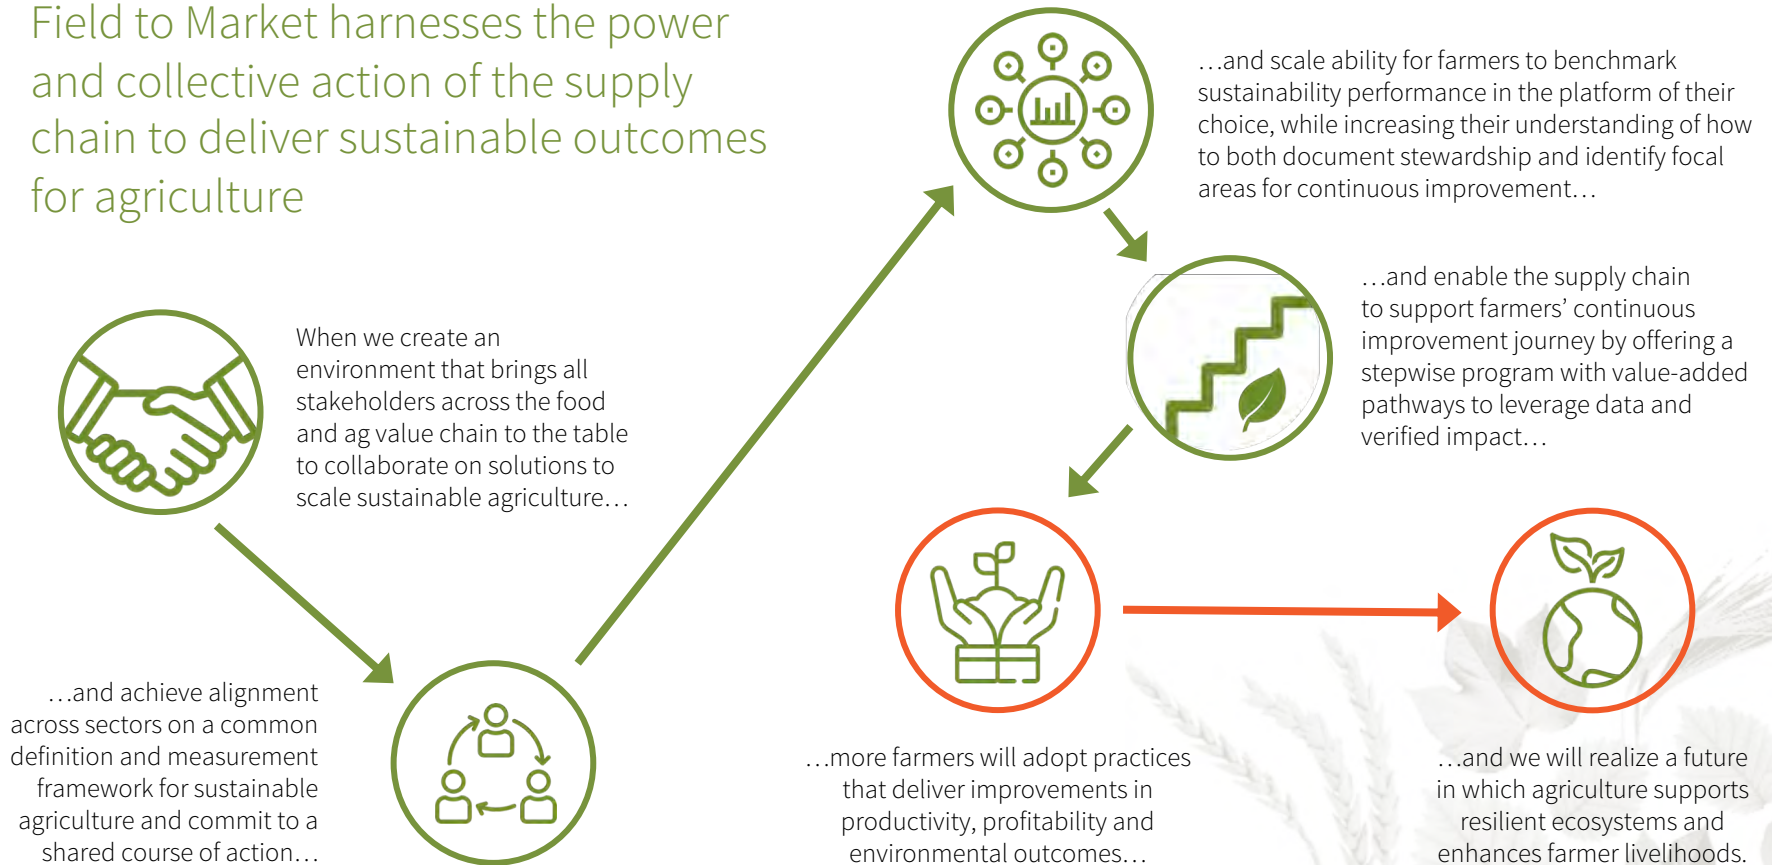 Field to Market harnesses the power
and collective action of the supply
chain to deliver sustainable outcomes
for agriculture
When we create an
environment that brings all
stakeholders across the food
and ag value chain to the table
to collaborate on solutions to
scale sustainable agriculture…
…and achieve alignment
across sectors on a common
definition and measurement
framework for sustainable
agriculture and commit to a
shared course of action…
…and scale ability for farmers to benchmark
sustainability performance in the platform of their
choice, while increasing their understanding of how
to both document stewardship and identify focal
areas for continuous improvement…
…and enable the supply chain
to support farmers’ continuous
improvement journey by offering a
stepwise program with value-added
pathways to leverage data and
verified impact…
…more farmers will adopt practices
that deliver improvements in
productivity, profitability and
environmental outcomes…
…and we will realize a future
in which agriculture supports
resilient ecosystems and
enhances farmer livelihoods.